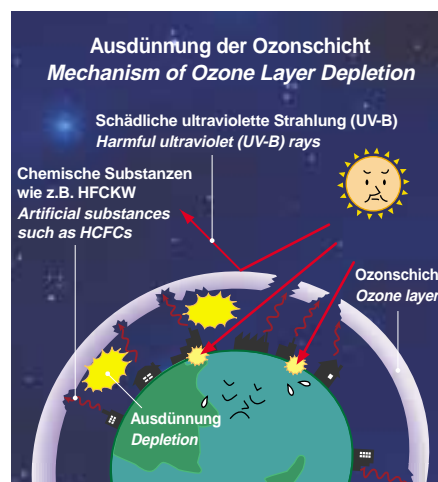 Ausdünnung der Ozonschicht
Mechanism of Ozone Layer Depletion
Schädliche ultraviolette Strahlung (UV-B)
Harmful ultraviolet (UV-B) rays
Chemische Substanzen
wie z.B. HFCKW
Artificial substances
such as HCFCs
Ozonschich
Ozone layer
Ausdünnung
Depletion